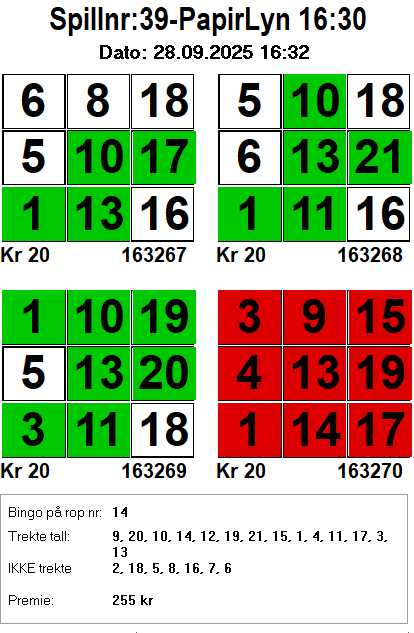 Spillnr:39-PapirLyn 16:30
Dato: 28.09.2025 16:32
6 8 18
5 10 17
1 13 16
Kr 20 163267
5 10 18
6 13 21
1 11 16
Kr 20 163268
1 10 19
5 13 20
3 11 18
Kr 20 163269
3 9 15
4 13 19
1 14 17
Kr 20 163270
Bingo på rop nr: 14
Trekte tall: 9, 20, 10, 14, 12, 19, 21, 15, 1, 4, 11, 17, 3,
13
IKKE trekte 2, 18, 5, 8, 16, 7, 6
Premie: 255 kr